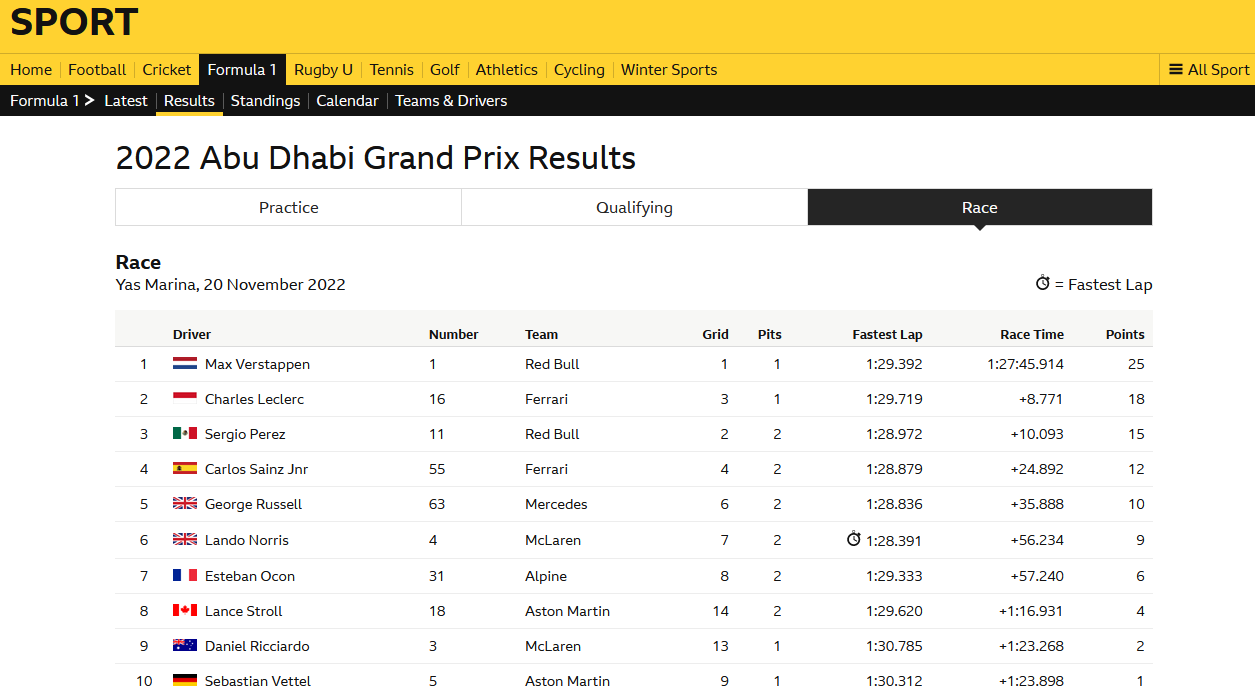 SPORT
Home Football Cricket Formula 1 Rugby U Tennis Golf Athletics Cycling Winter Sports All Sport
Formula 1 Latest Results Standings Calendar Teams & Drivers
2022 Abu Dhabi Grand Prix Results
Practice Qualifying Race
Race
Yas Marina, 20 November 2022 = Fastest Lap
Driver Number Team Grid Pits Fastest Lap Race Time Points
1 Max Verstappen 1 Red Bull 1 1 1:29.392 1:27:45.914 25
2 Charles Leclerc 16 Ferrari 3 1 1:29.719 +8.771 18
3 Sergio Perez 11 Red Bull 2 2 1:28.972 +10.093 15
4 Carlos Sainz Jnr 55 Ferrari 4 2 1:28.879 +24.892 12
5 George Russell 63 Mercedes 6 2 1:28.836 +35.888 10
6 Lando Norris 4 McLaren 7 2 1:28.391 +56.234 9
7 Esteban Ocon 31 Alpine 8 2 1:29.333 +57.240 6
8 Lance Stroll 18 Aston Martin 14 2 1:29.620 +1:16.931 4
9 Daniel Ricciardo 3 McLaren 13 1 1:30.785 +1:23.268 2
10 Sebastian Vettel 5 Aston Martin 9 1 1:30.312 +1:23.898 1